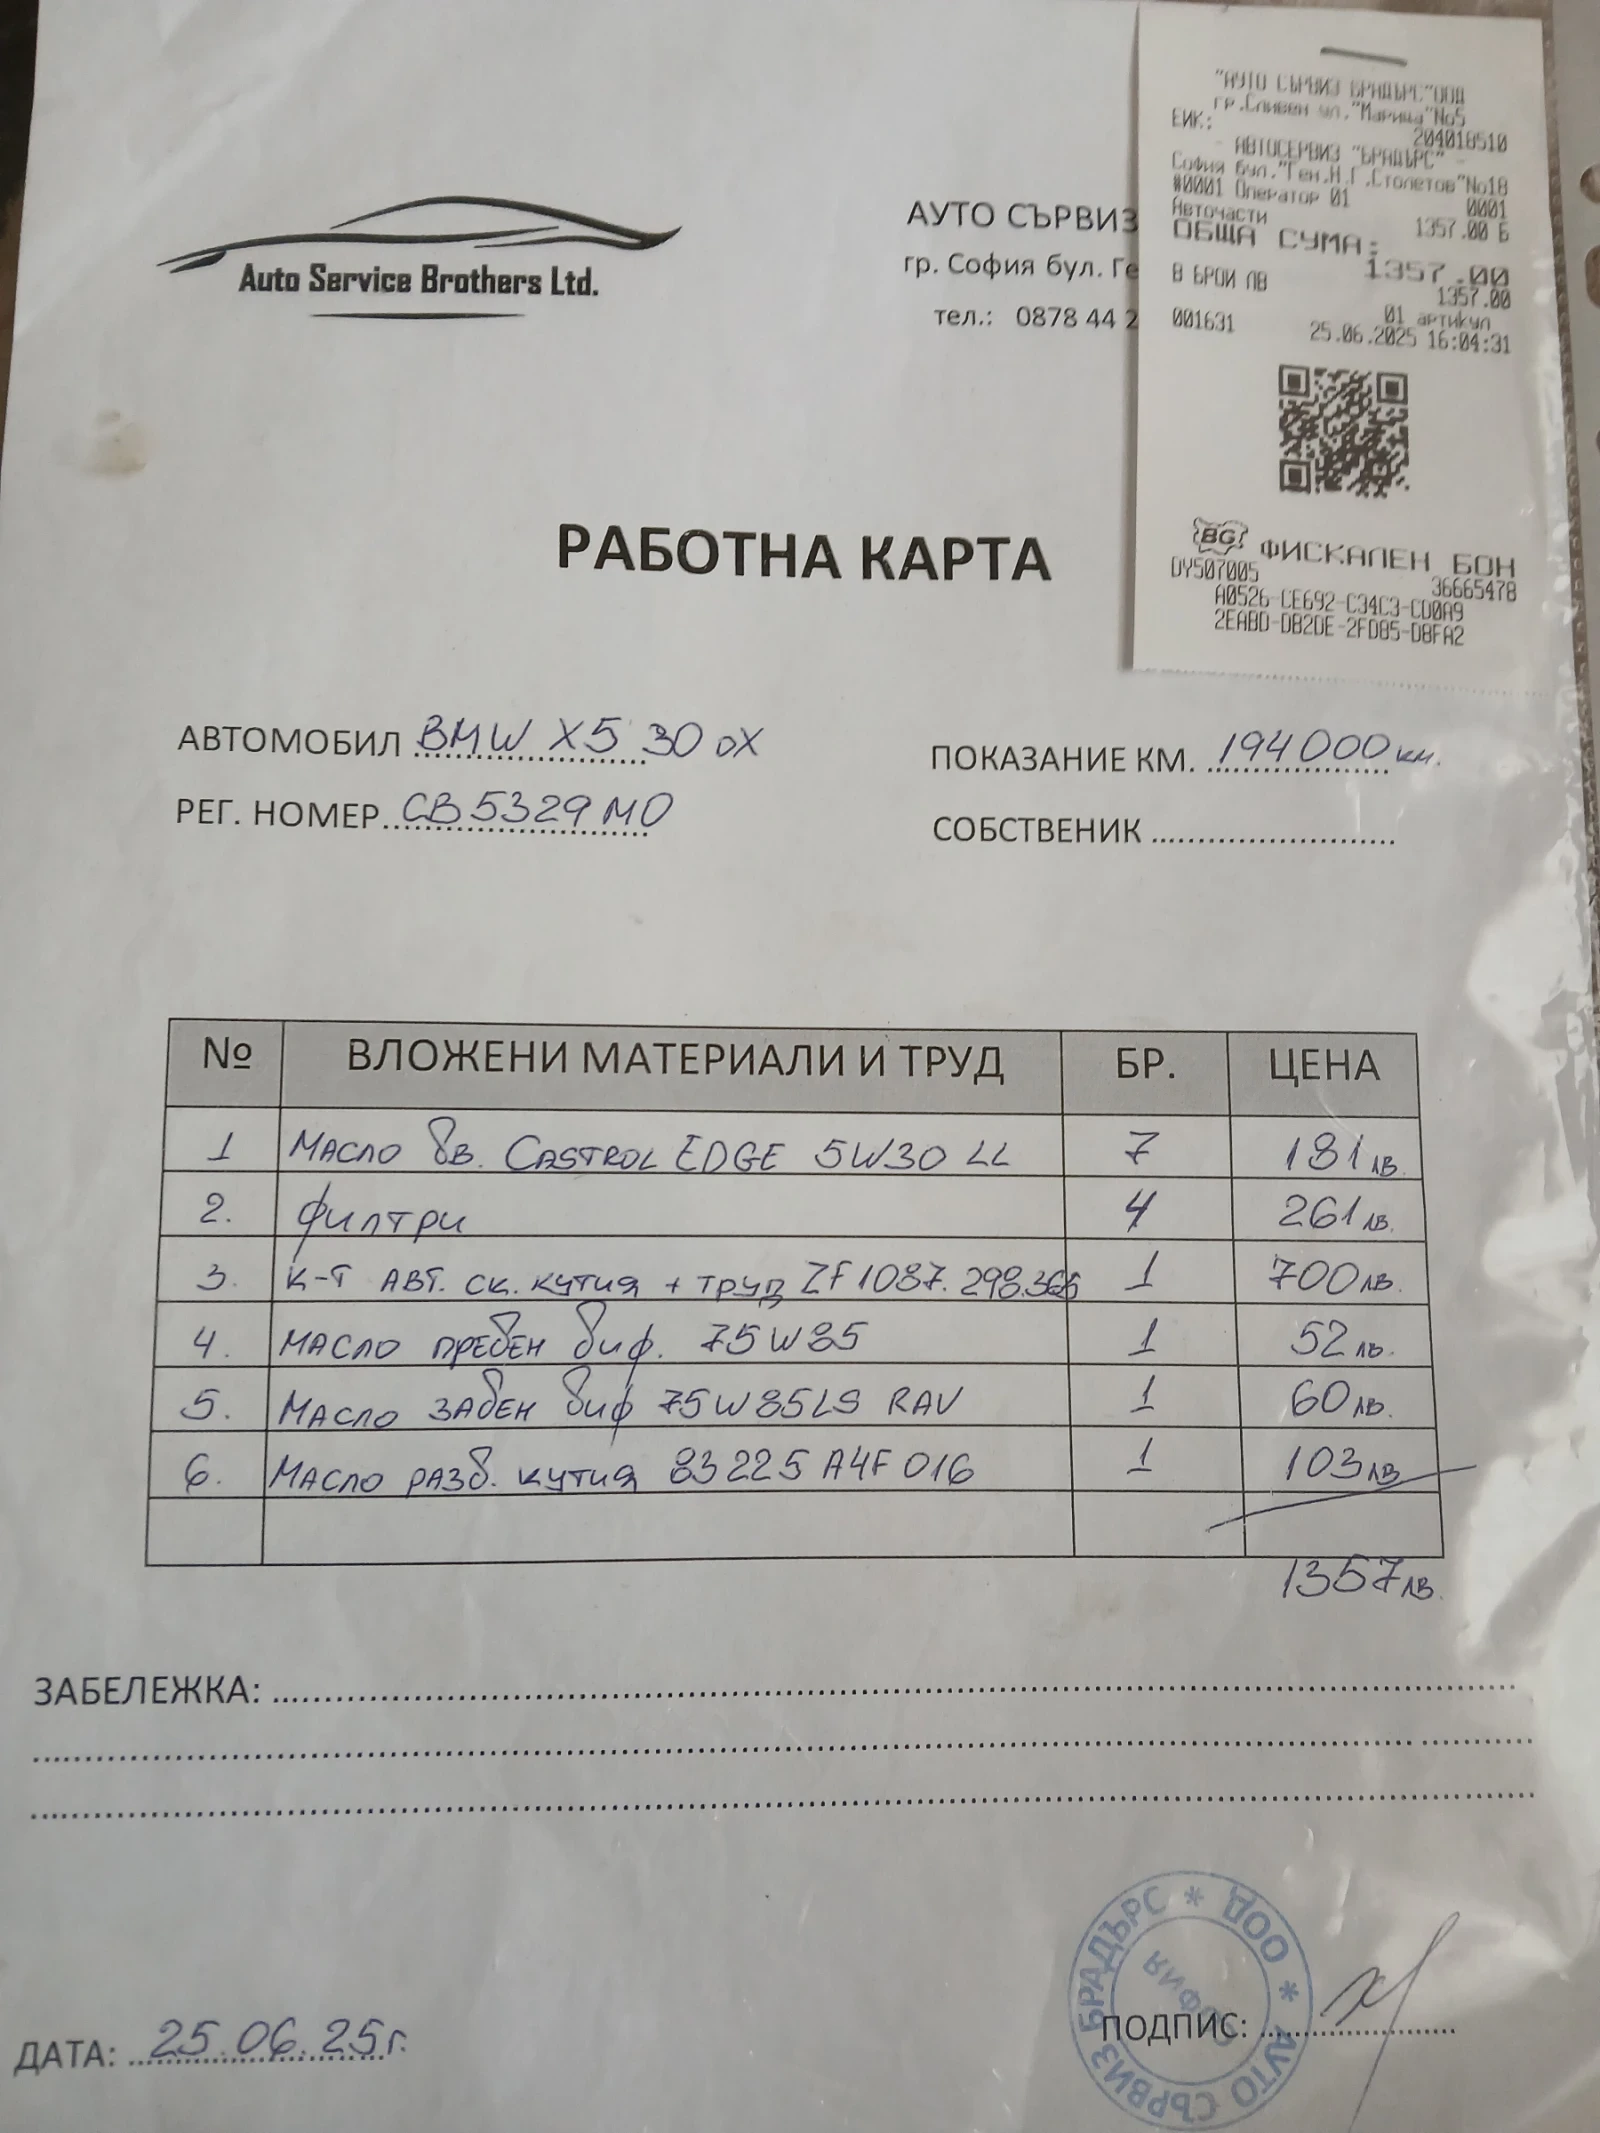 Auto Service Brothers Ltd.
АУТО СЪРВИЗ
гр. София бул. Ге
тел.: 0878 44 2
"АУТО СЪРВИЗ БРАДЪРС"ООД
гр.Сливен ул."Марица"No5
ЕИК: 204018510
- АВТОСЕРВИЗ "БРАДЪРС" -
София бул."Ген.Н.Г.Столетов"No18
#0001 Оператор 01 0001
Авточасти 1357.00 Б
ОБЩА СУМА: 1357.00
В БРОЙ ЛВ 1357.00
01 артикул
001631 25.06.2025 16:04:31
BG ФИСКАЛЕН БОН
DY507005 36665478
A0526-CE692-C34C3-CD0A9
2EABD-DB2DE-2FD85-D8FA2
РАБОТНА КАРТА
АВТОМОБИЛ BMW X5 30 дX
ПОКАЗАНИЕ КМ. 194000 км.
РЕГ. НОМЕР СВ5329МО
СОБСТВЕНИК
№ ВЛОЖЕНИ МАТЕРИАЛИ И ТРУД БР. ЦЕНА
1 Масло дв. Castrol EDGE 5W30 LL 7 181лв.
2. Филтри 4 261лв.
3. К-т авт. ск. кутия + труд ZF1087.298.366 1 700лв.
4. Масло преден диф. 75W85 1 52лв.
5. Масло заден диф 75W85LS RAV 1 60лв.
6. Масло разд. кутия 83225A4F016 1 103лв
1357лв.
ЗАБЕЛЕЖКА:
ДАТА: 25.06.25г.
ПОДПИС:
АУТО СЪРВИЗ БРАДЪРС * ООД *
СОФИЯ